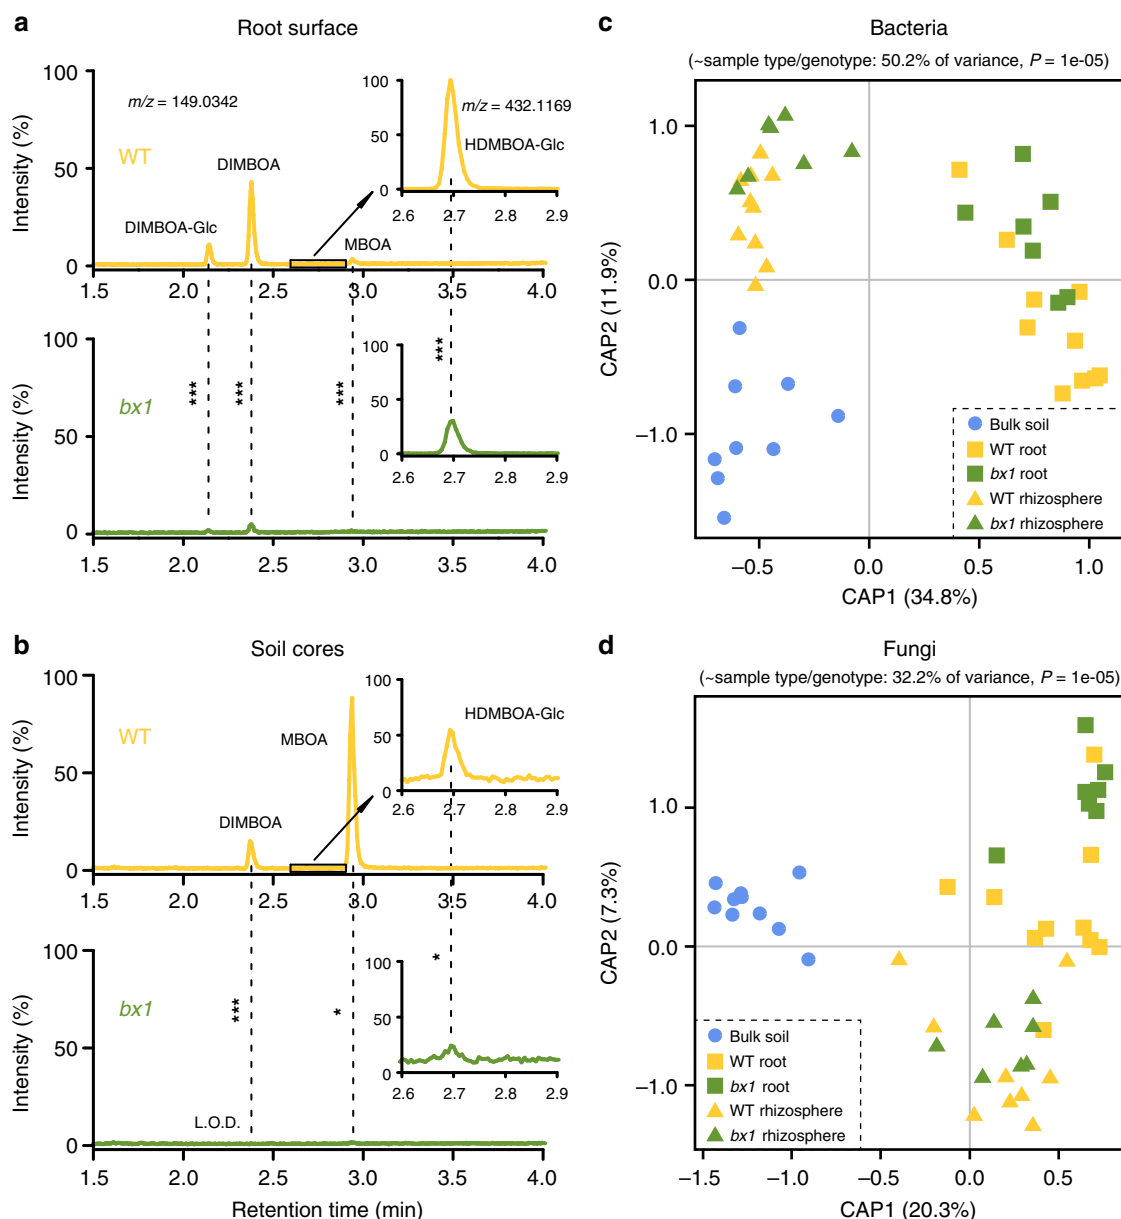 a
Root surface
100
50
0
Intensity (%)
m/z = 149.0342
WT
DIMBOA-Glc
DIMBOA
MBOA
100
50
0
m/z = 432.1169
HDMBOA-Glc
2.6 2.7 2.8 2.9
1.5 2.0 2.5 3.0 3.5 4.0
100
50
0
Intensity (%)
bx1
***
***
***
***
100
50
0
2.6 2.7 2.8 2.9
1.5 2.0 2.5 3.0 3.5 4.0
b
Soil cores
100
50
0
Intensity (%)
WT
DIMBOA
MBOA
HDMBOA-Glc
100
50
0
2.6 2.7 2.8 2.9
1.5 2.0 2.5 3.0 3.5 4.0
100
50
0
Intensity (%)
bx1
L.O.D.
***
*
*
100
50
0
2.6 2.7 2.8 2.9
1.5 2.0 2.5 3.0 3.5 4.0
Retention time (min)
c
Bacteria
(~sample type/genotype: 50.2% of variance, P = 1e-05)
1.0
0.0
−1.0
CAP2 (11.9%)
Bulk soil
WT root
bx1 root
WT rhizosphere
bx1 rhizosphere
−0.5 0.0 0.5 1.0
CAP1 (34.8%)
d
Fungi
(~sample type/genotype: 32.2% of variance, P = 1e-05)
1.0
0.0
−1.0
CAP2 (7.3%)
Bulk soil
WT root
bx1 root
WT rhizosphere
bx1 rhizosphere
−1.5 −1.0 −0.5 0.0 0.5
CAP1 (20.3%)